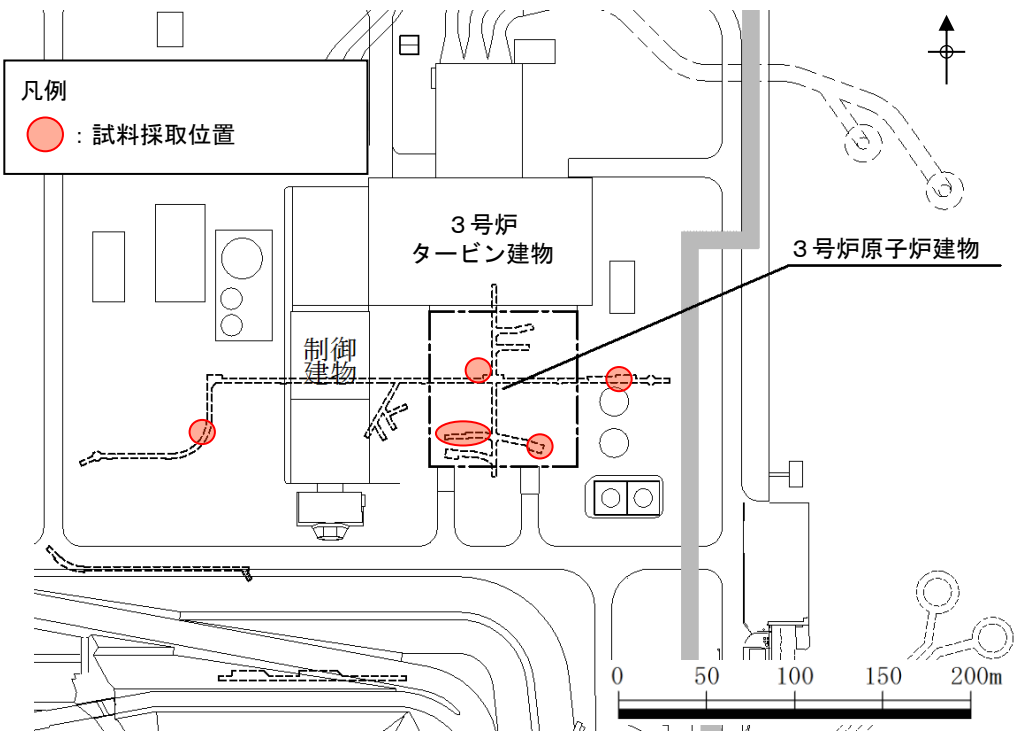 凡例
：試料採取位置
３号炉
タービン建物
３号炉原子炉建物
制御
建物
0 50 100 150 200m